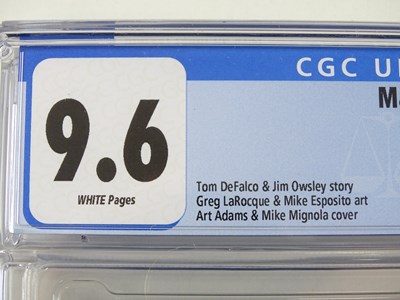 CGC U
9.6
WHITE Pages
Tom DeFalco & Jim Owsley story
Greg LaRocque & Mike Esposito art
Art Adams & Mike Mignola cover